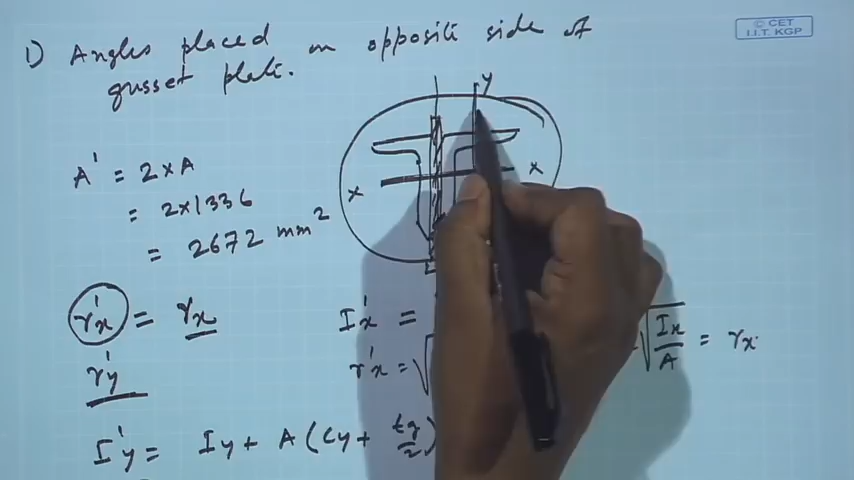 © CET
I.I.T. KGP
1) Angles placed on opposite side of
gusset plate.
y
A' = 2 x A
= 2 x 1336
= 2672 mm²
x x
r'x = rx
I'x =
r'y
r'x = √ √ Ix/A = rx
I'y = Iy + A (Cy + tg/2)